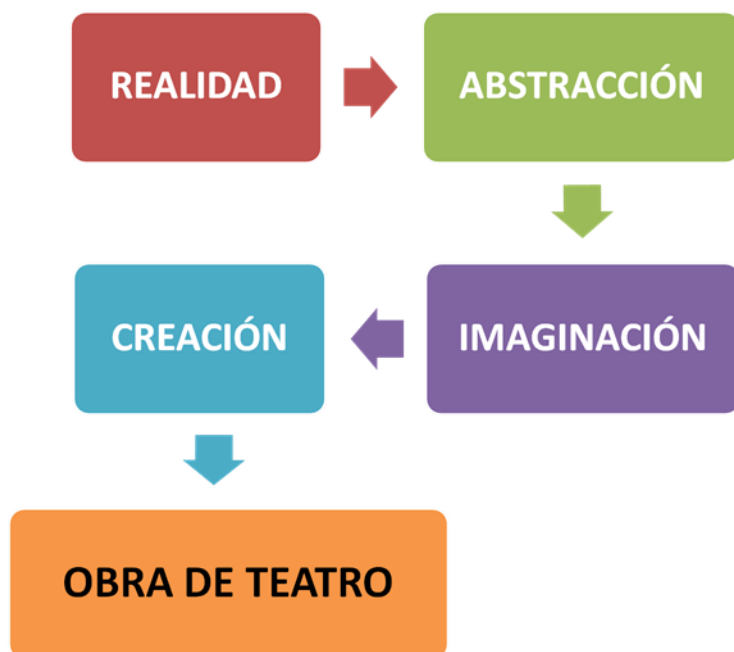 REALIDAD
ABSTRACCIÓN
IMAGINACIÓN
CREACIÓN
OBRA DE TEATRO